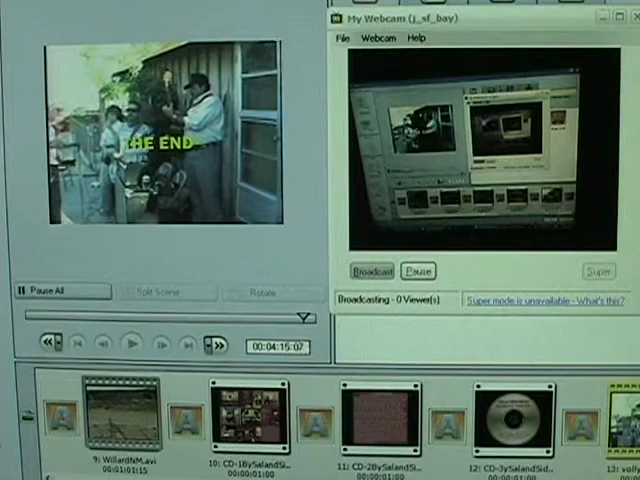 My Webcam (j_sf_bay)
File Webcam Help
THE END
Broadcast Pause Super
Pause All Split Scene Rotate
Broadcasting - 0 Viewer(s) Super mode is unavailable - What's this?
00:04:15:07
9: WillardNM.avi
00:01:01:15
10: CD-1BySalandSi...
00:00:01:00
11: CD-2BySalandSi...
00:00:01:00
12: CD-3ySalandSid...
00:00:01:00
13: volly